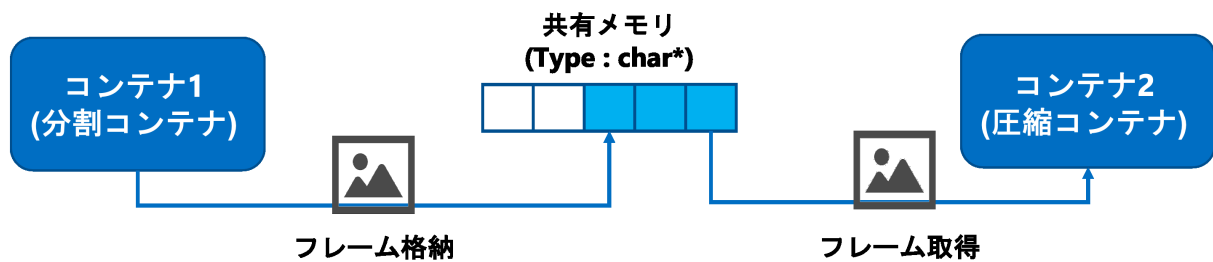 共有メモリ
(Type : char*)
コンテナ1
(分割コンテナ)
コンテナ2
(圧縮コンテナ)
フレーム格納
フレーム取得